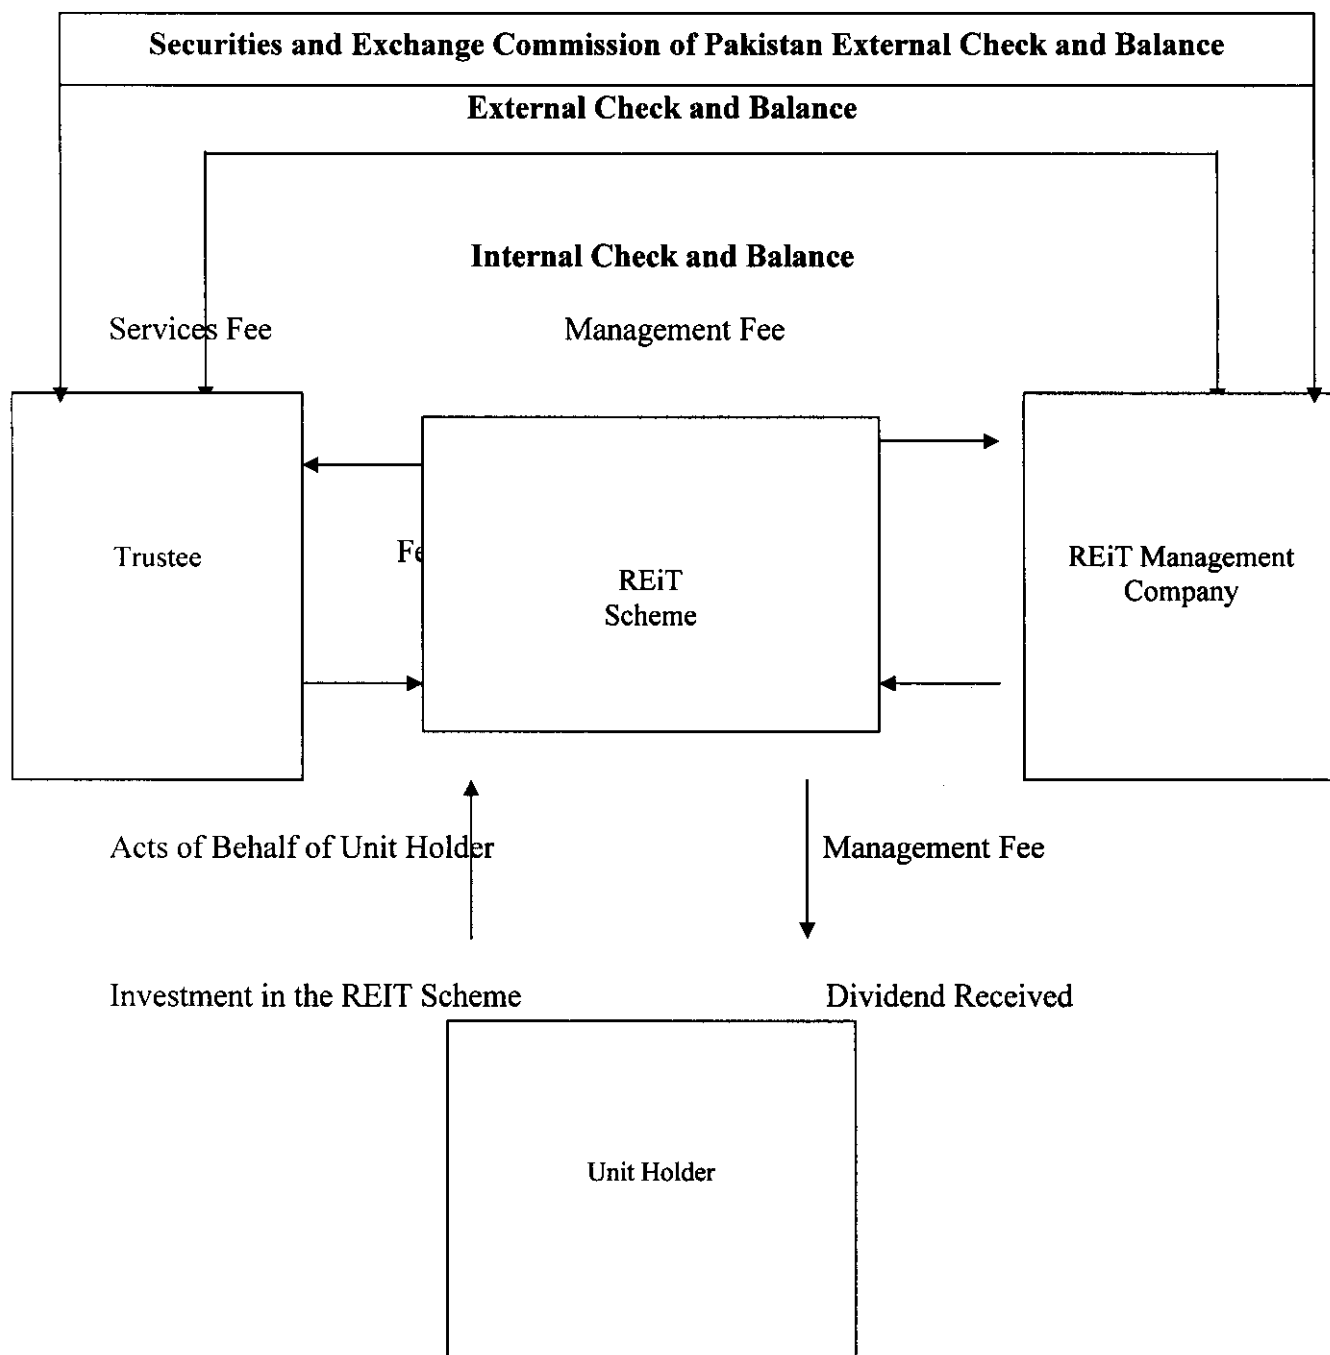 Securities and Exchange Commission of Pakistan External Check and Balance
External Check and Balance
Internal Check and Balance
Services Fee
Management Fee
Trustee
REiT
Scheme
REiT Management
Company
Acts of Behalf of Unit Holder
Management Fee
Investment in the REIT Scheme
Dividend Received
Unit Holder